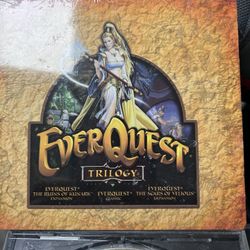 EVERQUEST
TRILOGY
EVERQUEST® EVERQUEST®
THE RUINS OF KUNARK™ EVERQUEST® THE SCARS OF VELIOUS™
EXPANSION CLASSIC EXPANSION